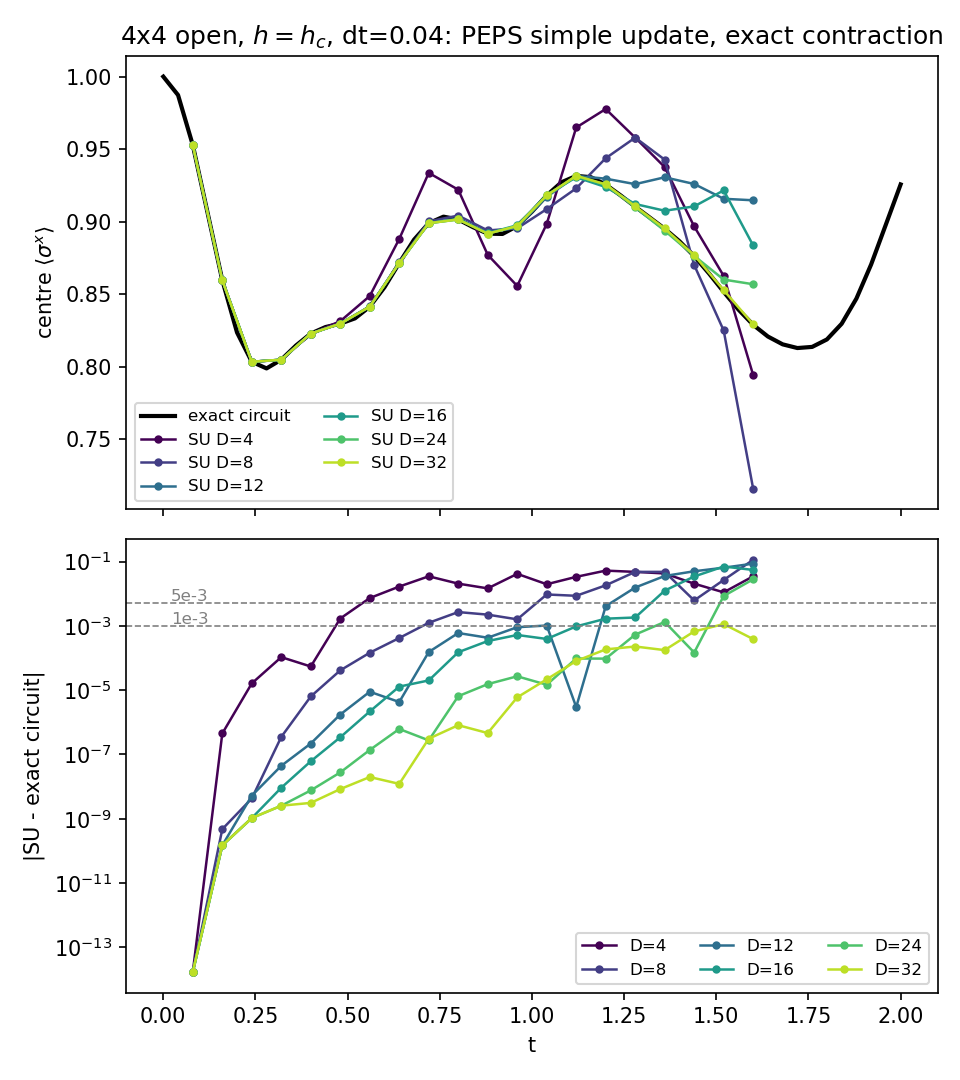 4x4 open, $h = h_c$, dt=0.04: PEPS simple update, exact contraction
1.00
0.95
0.90
0.85
0.80
0.75
centre ⟨σˣ⟩
exact circuit
SU D=4
SU D=8
SU D=12
SU D=16
SU D=24
SU D=32
10⁻¹
10⁻³
10⁻⁵
10⁻⁷
10⁻⁹
10⁻¹¹
10⁻¹³
|SU - exact circuit|
5e-3
1e-3
D=4
D=8
D=12
D=16
D=24
D=32
0.00 0.25 0.50 0.75 1.00 1.25 1.50 1.75 2.00
t